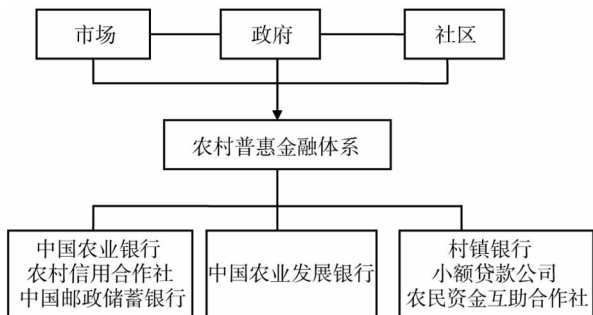 市场
政府
社区
农村普惠金融体系
中国农业银行
农村信用合作社
中国邮政储蓄银行
中国农业发展银行
村镇银行
小额贷款公司
农民资金互助合作社